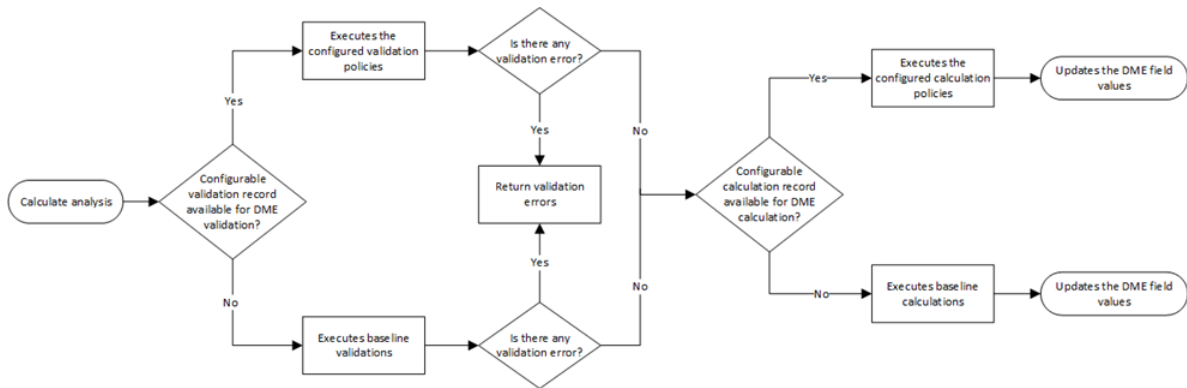 Calculate analysis
Configurable
validation record
available for DME
validation?
Yes
No
Executes the
configured validation
policies
Is there any
validation error?
Yes
No
Return validation
errors
Executes baseline
validations
Is there any
validation error?
Yes
No
Configurable
calculation record
available for DME
calculation?
Yes
No
Executes the
configured calculation
policies
Updates the DME field
values
Executes baseline
calculations
Updates the DME field
values